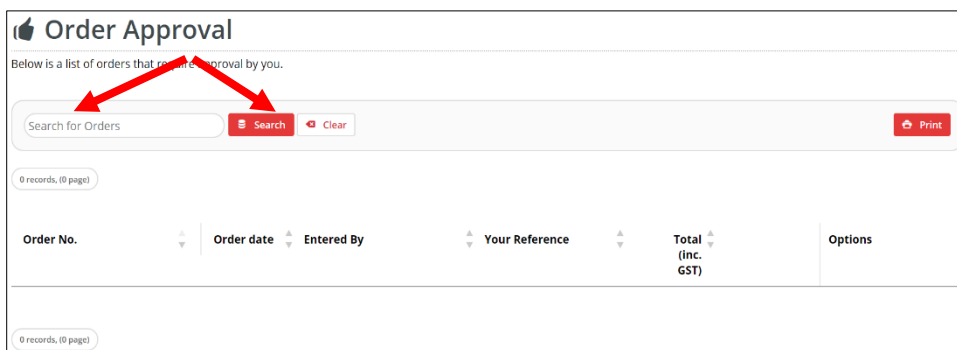 Order Approval
Below is a list of orders that require approval by you.
Search for Orders
Search
Clear
Print
0 records, (0 page)
Order No.
Order date
Entered By
Your Reference
Total
(inc.
GST)
Options
0 records, (0 page)